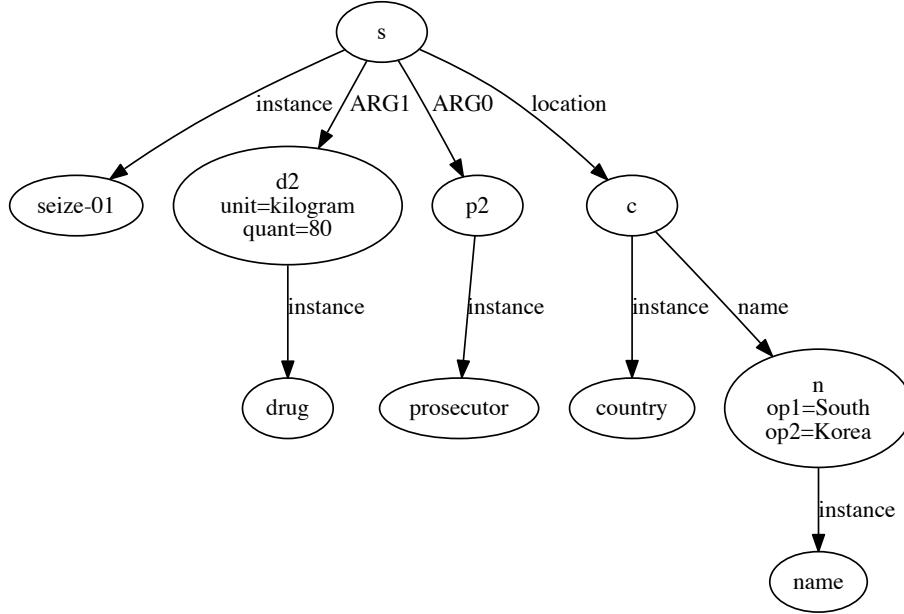 s
instance
ARG1
ARG0
location
seize-01
d2
unit=kilogram
quant=80
p2
c
instance
instance
instance
name
drug
prosecutor
country
n
op1=South
op2=Korea
instance
name